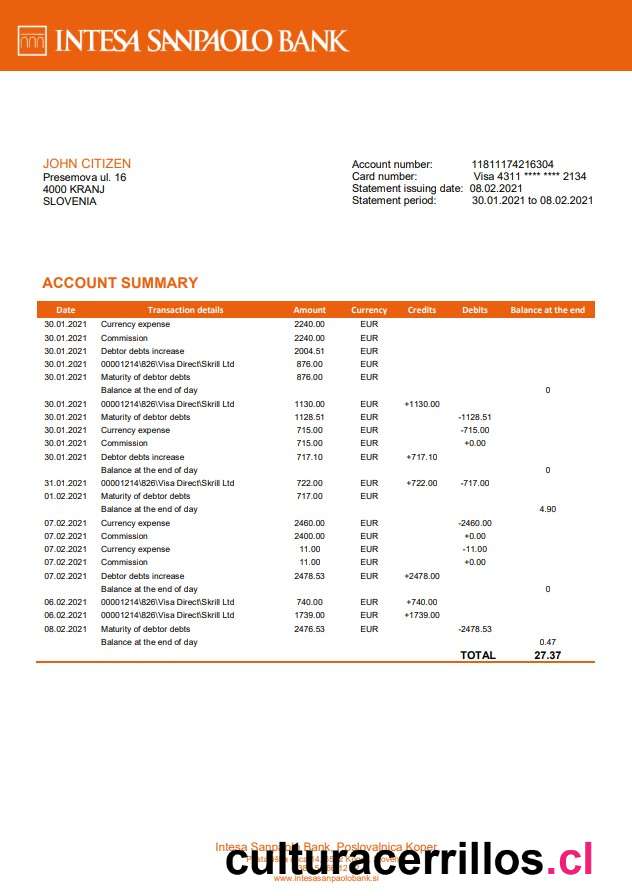 INTESA SANPAOLO BANK
JOHN CITIZEN
Presemova ul. 16
4000 KRANJ
SLOVENIA
Account number: 11811174216304
Card number: Visa 4311 **** **** 2134
Statement issuing date: 08.02.2021
Statement period: 30.01.2021 to 08.02.2021
ACCOUNT SUMMARY
Date Transaction details Amount Currency Credits Debits Balance at the end
30.01.2021 Currency expense 2240.00 EUR
30.01.2021 Commission 2240.00 EUR
30.01.2021 Debtor debts increase 2004.51 EUR
30.01.2021 00001214\826\Visa Direct\Skrill Ltd 876.00 EUR
30.01.2021 Maturity of debtor debts 876.00 EUR
Balance at the end of day 0
30.01.2021 00001214\826\Visa Direct\Skrill Ltd 1130.00 EUR +1130.00
30.01.2021 Maturity of debtor debts 1128.51 EUR -1128.51
30.01.2021 Currency expense 715.00 EUR -715.00
30.01.2021 Commission 715.00 EUR +0.00
30.01.2021 Debtor debts increase 717.10 EUR +717.10
Balance at the end of day 0
31.01.2021 00001214\826\Visa Direct\Skrill Ltd 722.00 EUR +722.00 -717.00
01.02.2021 Maturity of debtor debts 717.00 EUR
Balance at the end of day 4.90
07.02.2021 Currency expense 2460.00 EUR -2460.00
07.02.2021 Commission 2400.00 EUR +0.00
07.02.2021 Currency expense 11.00 EUR -11.00
07.02.2021 Commission 11.00 EUR +0.00
07.02.2021 Debtor debts increase 2478.53 EUR +2478.00
Balance at the end of day 0
06.02.2021 00001214\826\Visa Direct\Skrill Ltd 740.00 EUR +740.00
06.02.2021 00001214\826\Visa Direct\Skrill Ltd 1739.00 EUR +1739.00
08.02.2021 Maturity of debtor debts 2476.53 EUR -2478.53
Balance at the end of day 0.47
TOTAL 27.37
Intesa Sanpaola Bank, Poslovalnica Koper
culturacerrillos.cl
www.intesasanpaolobank.si